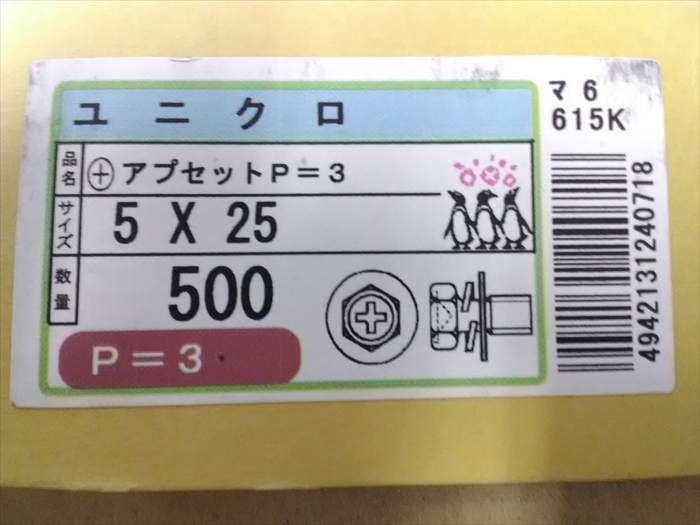 ユニクロ
マ6
615K
品名 ⊕アプセットP=3
サイズ 5 X 25
数量 500
P=3
4942131240718